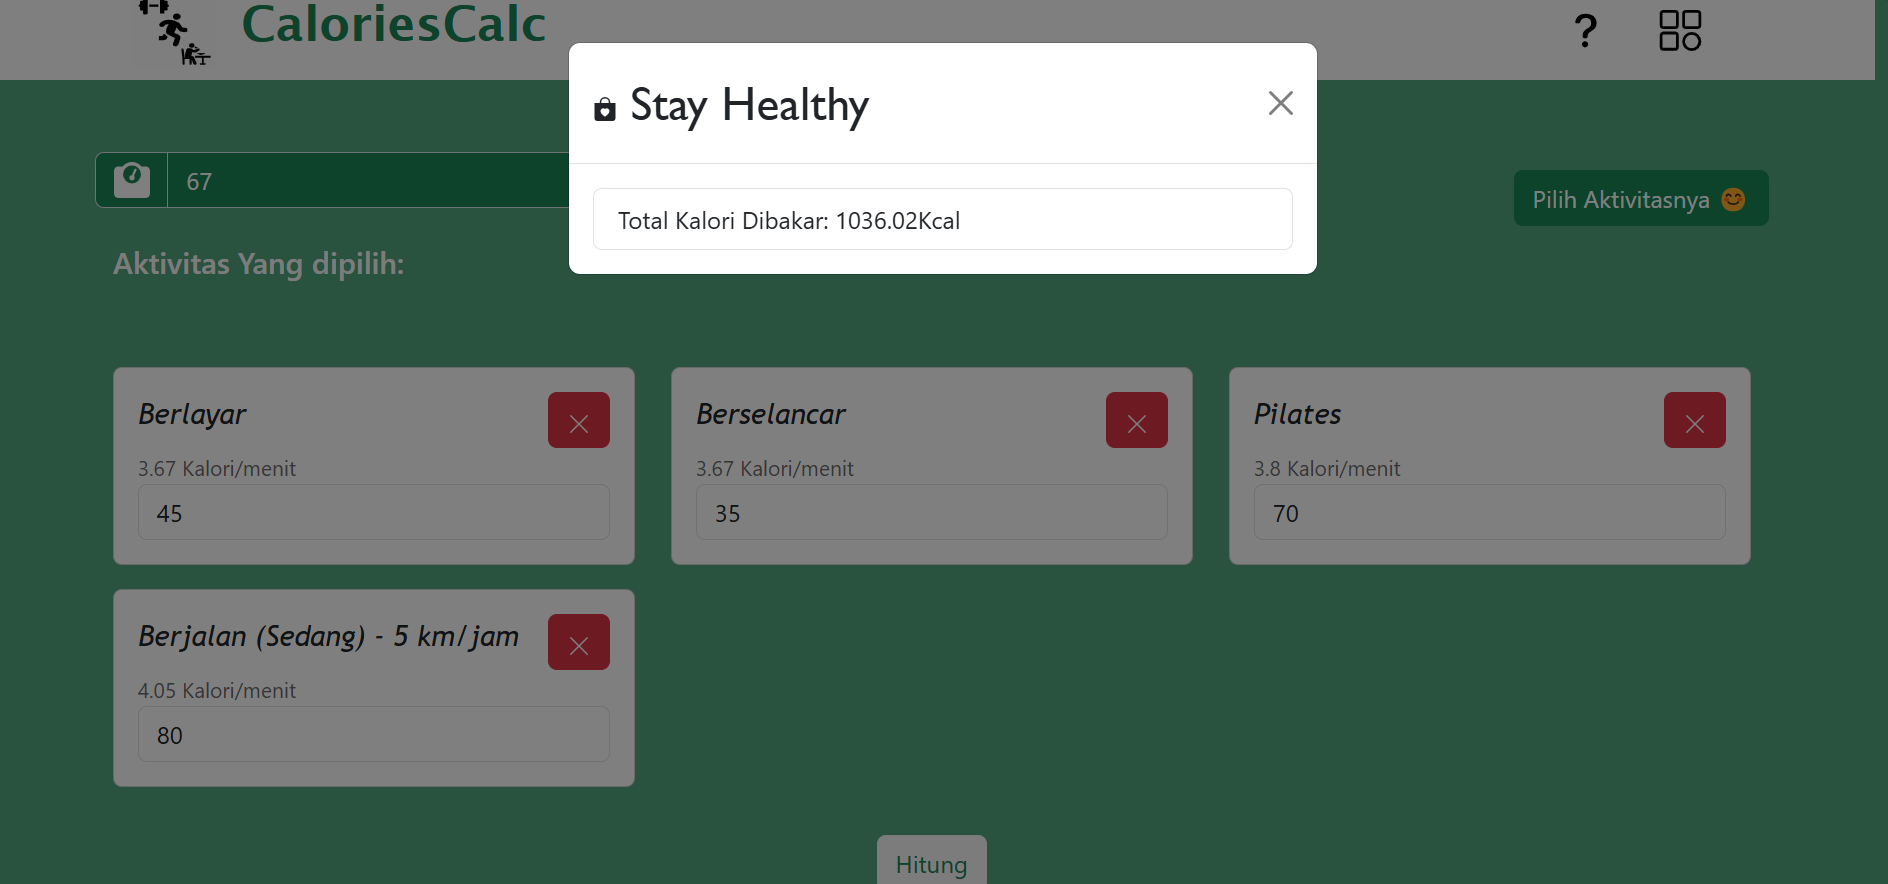 CaloriesCalc
?
Stay Healthy
Total Kalori Dibakar: 1036.02Kcal
67
Pilih Aktivitasnya 😊
Aktivitas Yang dipilih:
Berlayar
3.67 Kalori/menit
45
Berselancar
3.67 Kalori/menit
35
Pilates
3.8 Kalori/menit
70
Berjalan (Sedang) - 5 km/jam
4.05 Kalori/menit
80
Hitung